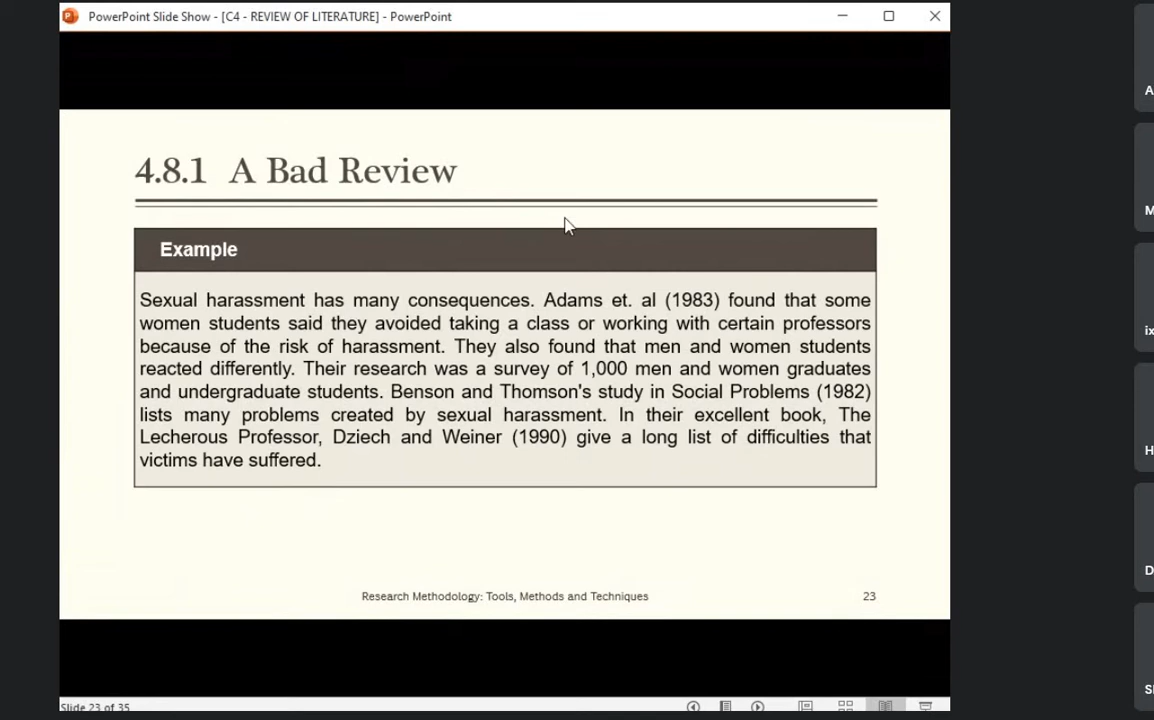 PowerPoint Slide Show - [C4 - REVIEW OF LITERATURE] - PowerPoint
A
4.8.1 A Bad Review
M
Example
Sexual harassment has many consequences. Adams et. al (1983) found that some
women students said they avoided taking a class or working with certain professors
ix
because of the risk of harassment. They also found that men and women students
reacted differently. Their research was a survey of 1,000 men and women graduates
and undergraduate students. Benson and Thomson's study in Social Problems (1982)
lists many problems created by sexual harassment. In their excellent book, The
Lecherous Professor, Dziech and Weiner (1990) give a long list of difficulties that
H
victims have suffered.
D
Research Methodology: Tools, Methods and Techniques 23
Slide 23 of 35